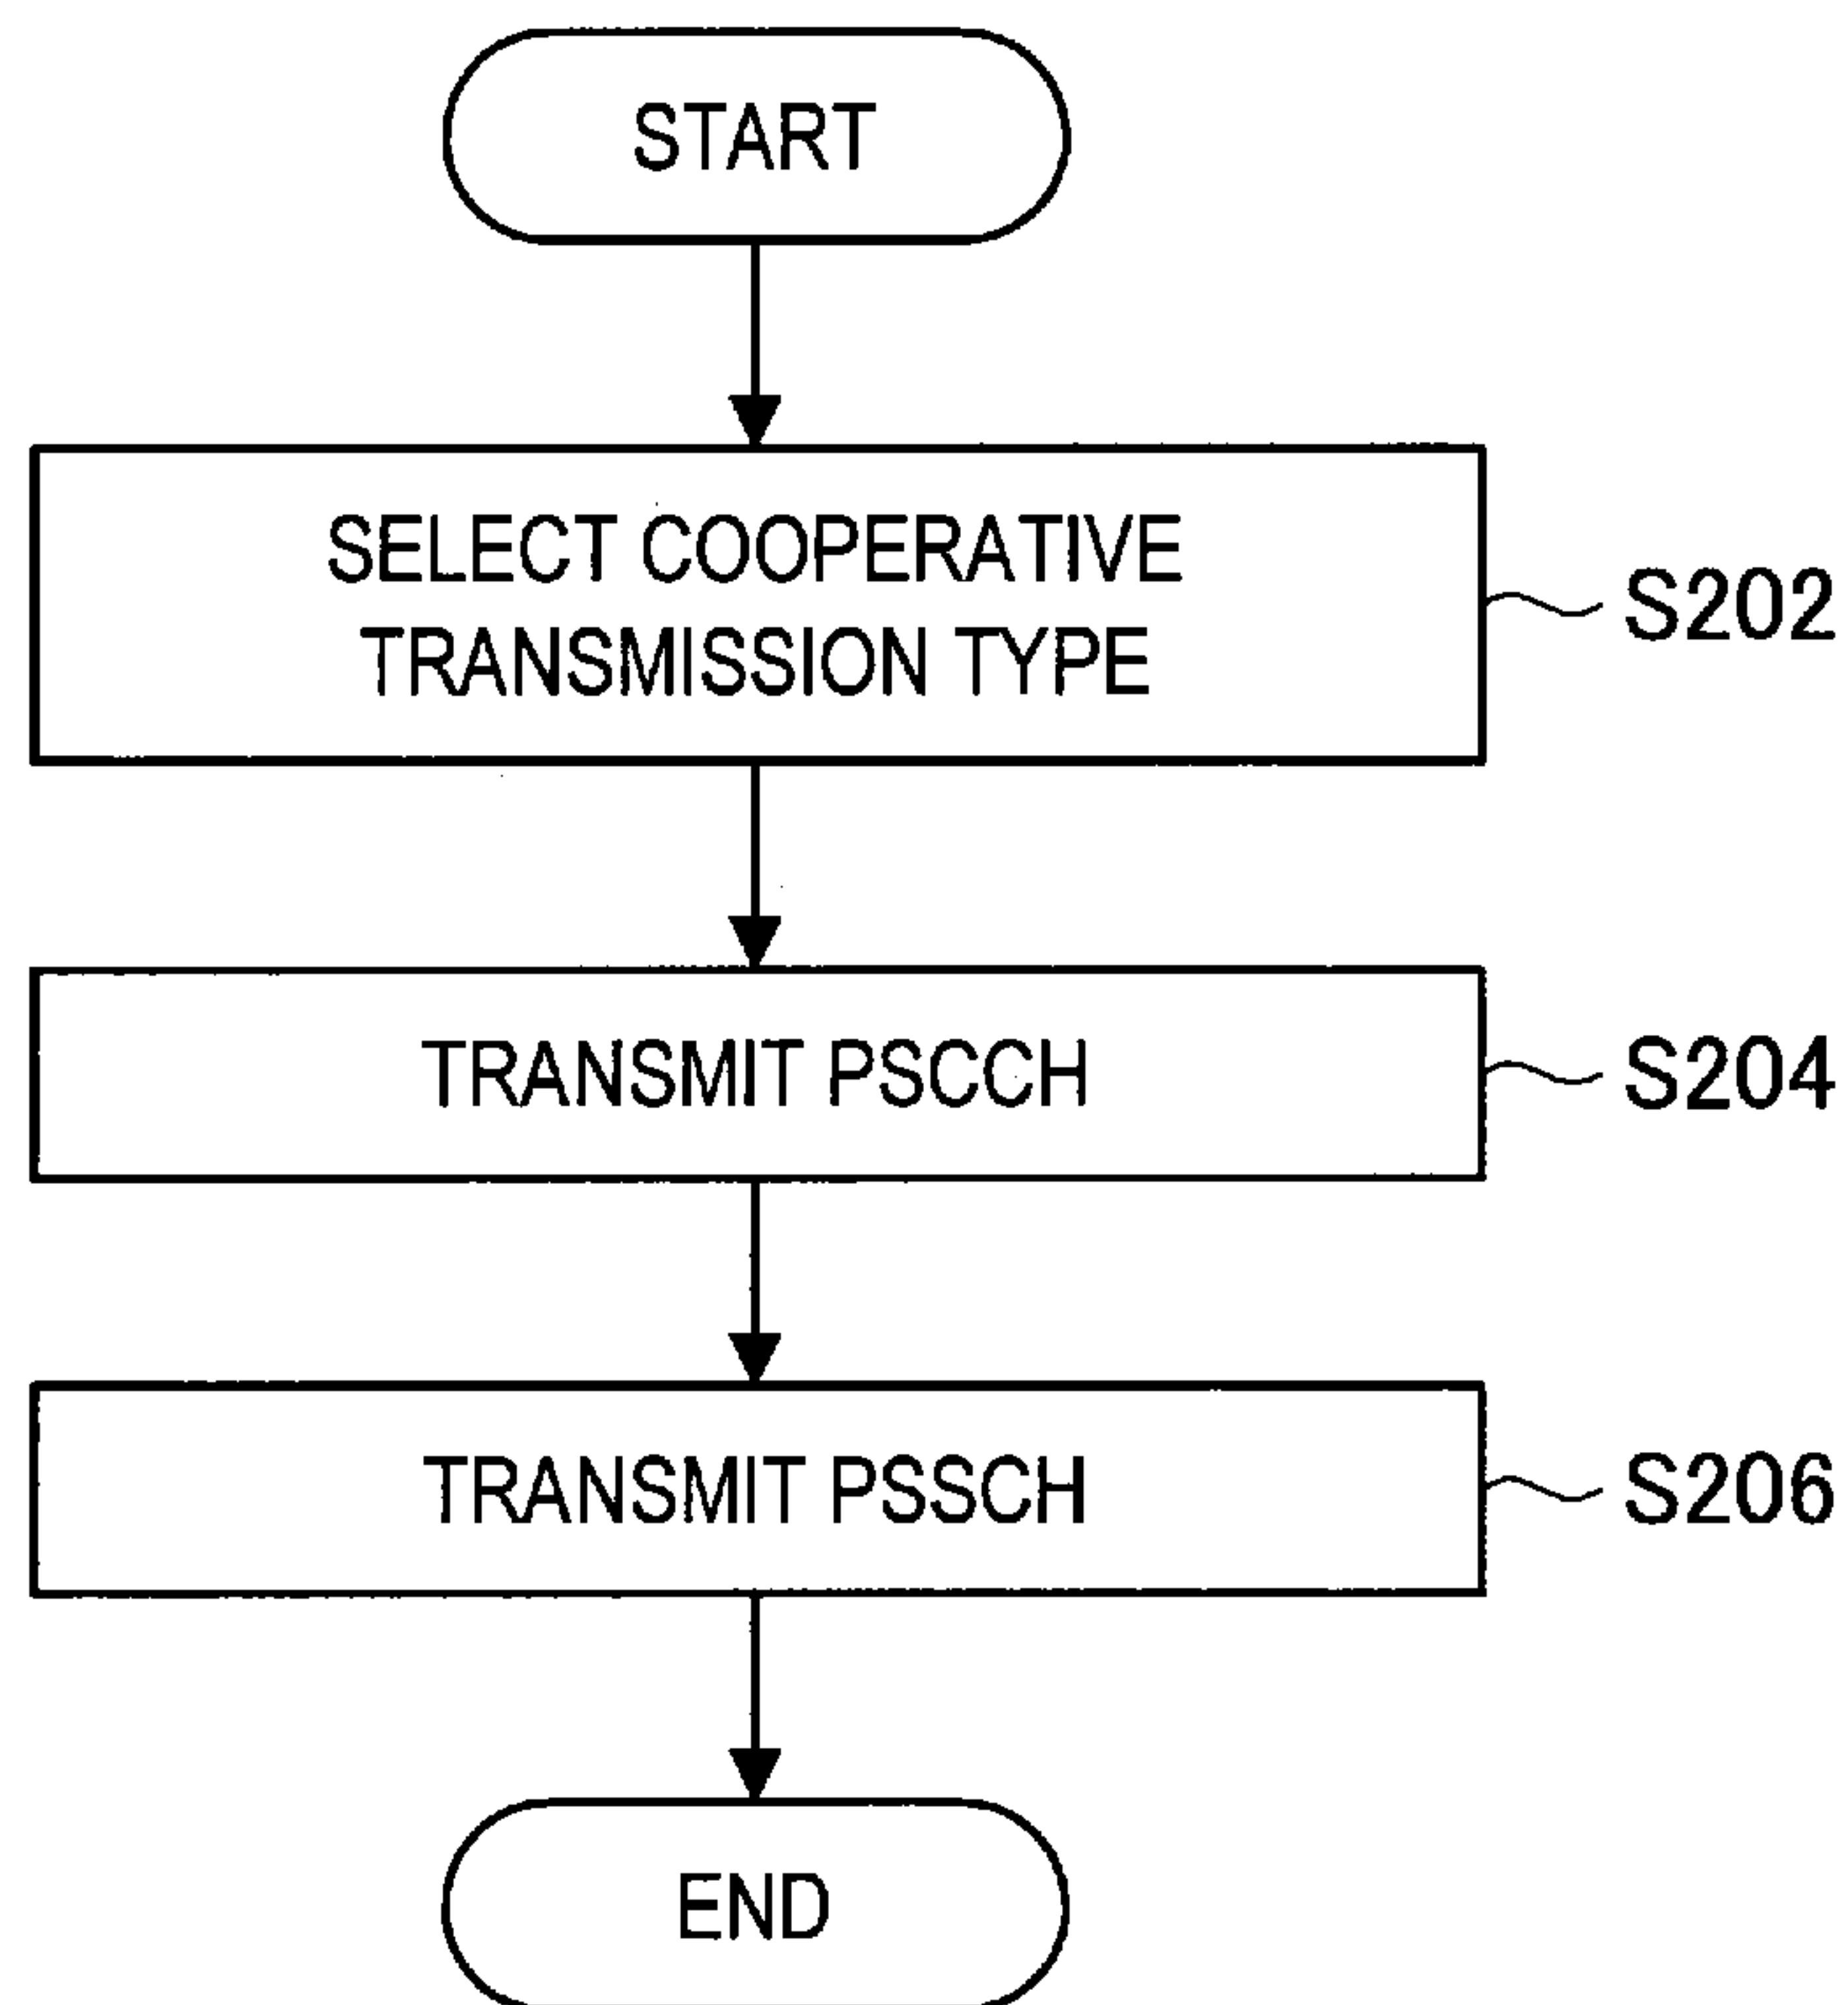 START
SELECT COOPERATIVE
TRANSMISSION TYPE
S202
TRANSMIT PSCCH
S204
TRANSMIT PSSCH
S206
END